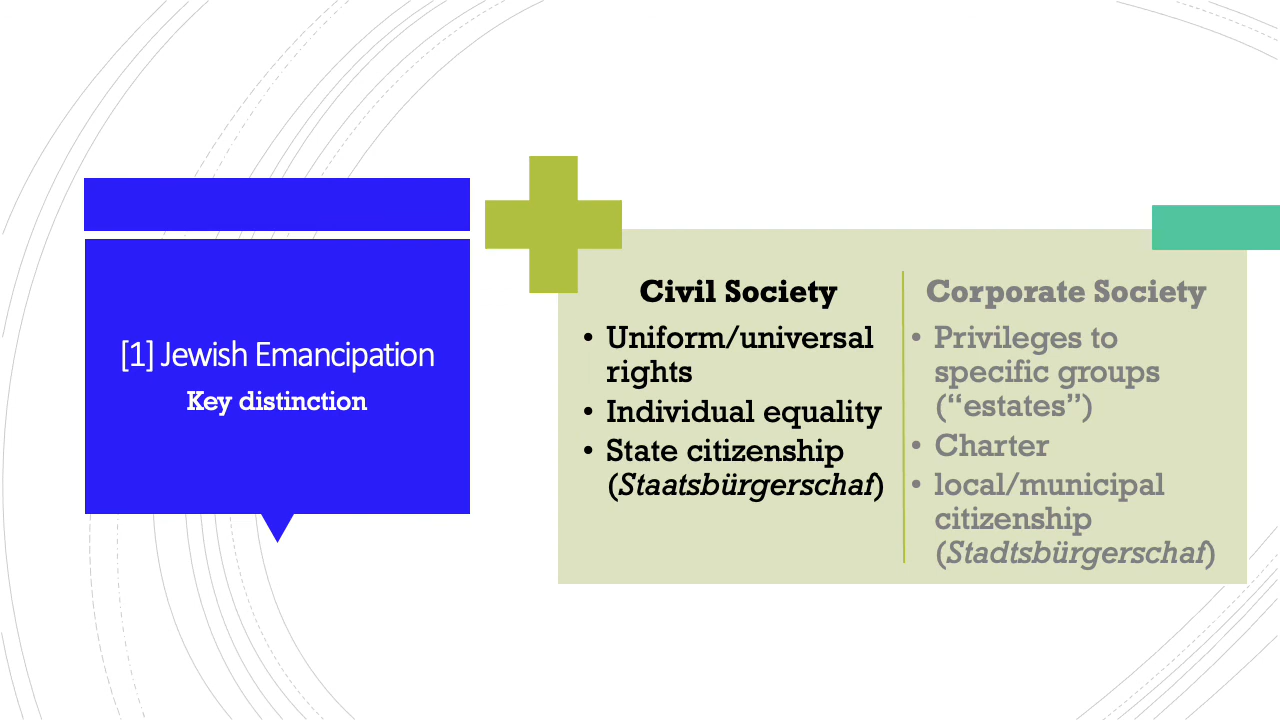 [1] Jewish Emancipation
Key distinction
Civil Society
• Uniform/universal
rights
• Individual equality
• State citizenship
(Staatsbürgerschaf)
Corporate Society
• Privileges to
specific groups
(“estates”)
• Charter
• local/municipal
citizenship
(Stadtsbürgerschaf)